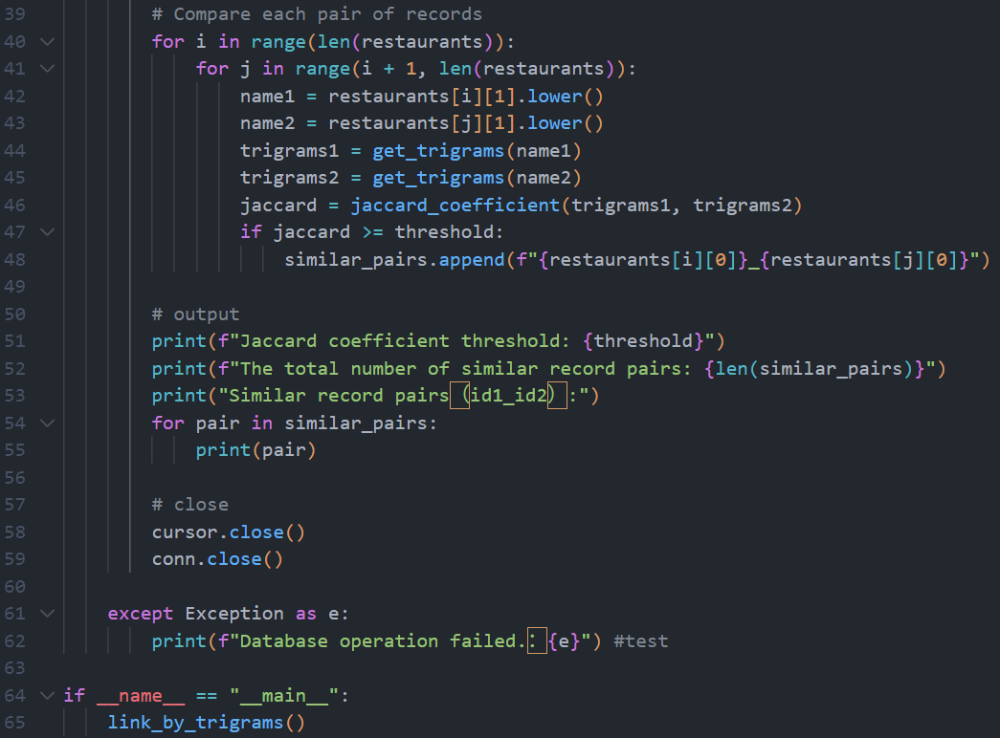 39 # Compare each pair of records
40 for i in range(len(restaurants)):
41 for j in range(i + 1, len(restaurants)):
42 name1 = restaurants[i][1].lower()
43 name2 = restaurants[j][1].lower()
44 trigrams1 = get_trigrams(name1)
45 trigrams2 = get_trigrams(name2)
46 jaccard = jaccard_coefficient(trigrams1, trigrams2)
47 if jaccard >= threshold:
48 similar_pairs.append(f"{restaurants[i][0]}_{restaurants[j][0]}")
49
50 # output
51 print(f"Jaccard coefficient threshold: {threshold}")
52 print(f"The total number of similar record pairs: {len(similar_pairs)}")
53 print("Similar record pairs（id1_id2）:")
54 for pair in similar_pairs:
55 print(pair)
56
57 # close
58 cursor.close()
59 conn.close()
60
61 except Exception as e:
62 print(f"Database operation failed.：{e}") #test
63
64 if __name__ == "__main__":
65 link_by_trigrams()